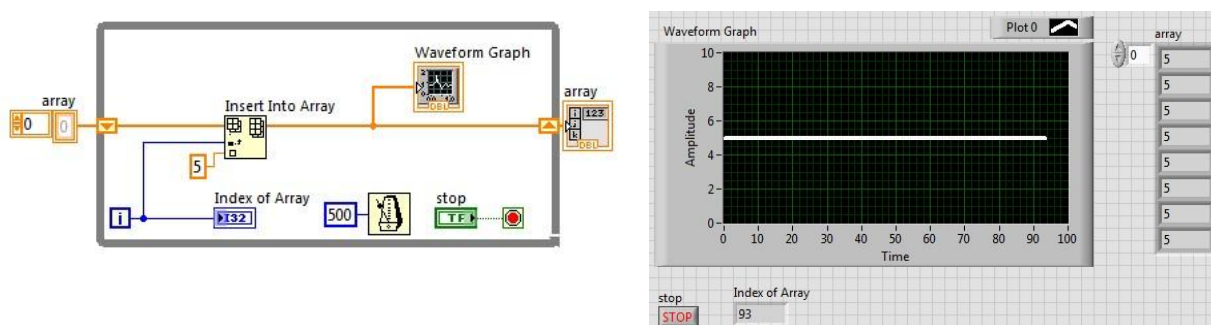 Waveform Graph
DBL
array
0
0
Insert Into Array
5
array
123
DBL
i
Index of Array
I32
500
stop
TF
Waveform Graph
Plot 0
array
0
10
8
6
4
2
0
Amplitude
0 10 20 30 40 50 60 70 80 90 100
Time
5
5
5
5
5
5
5
5
stop
STOP
Index of Array
93